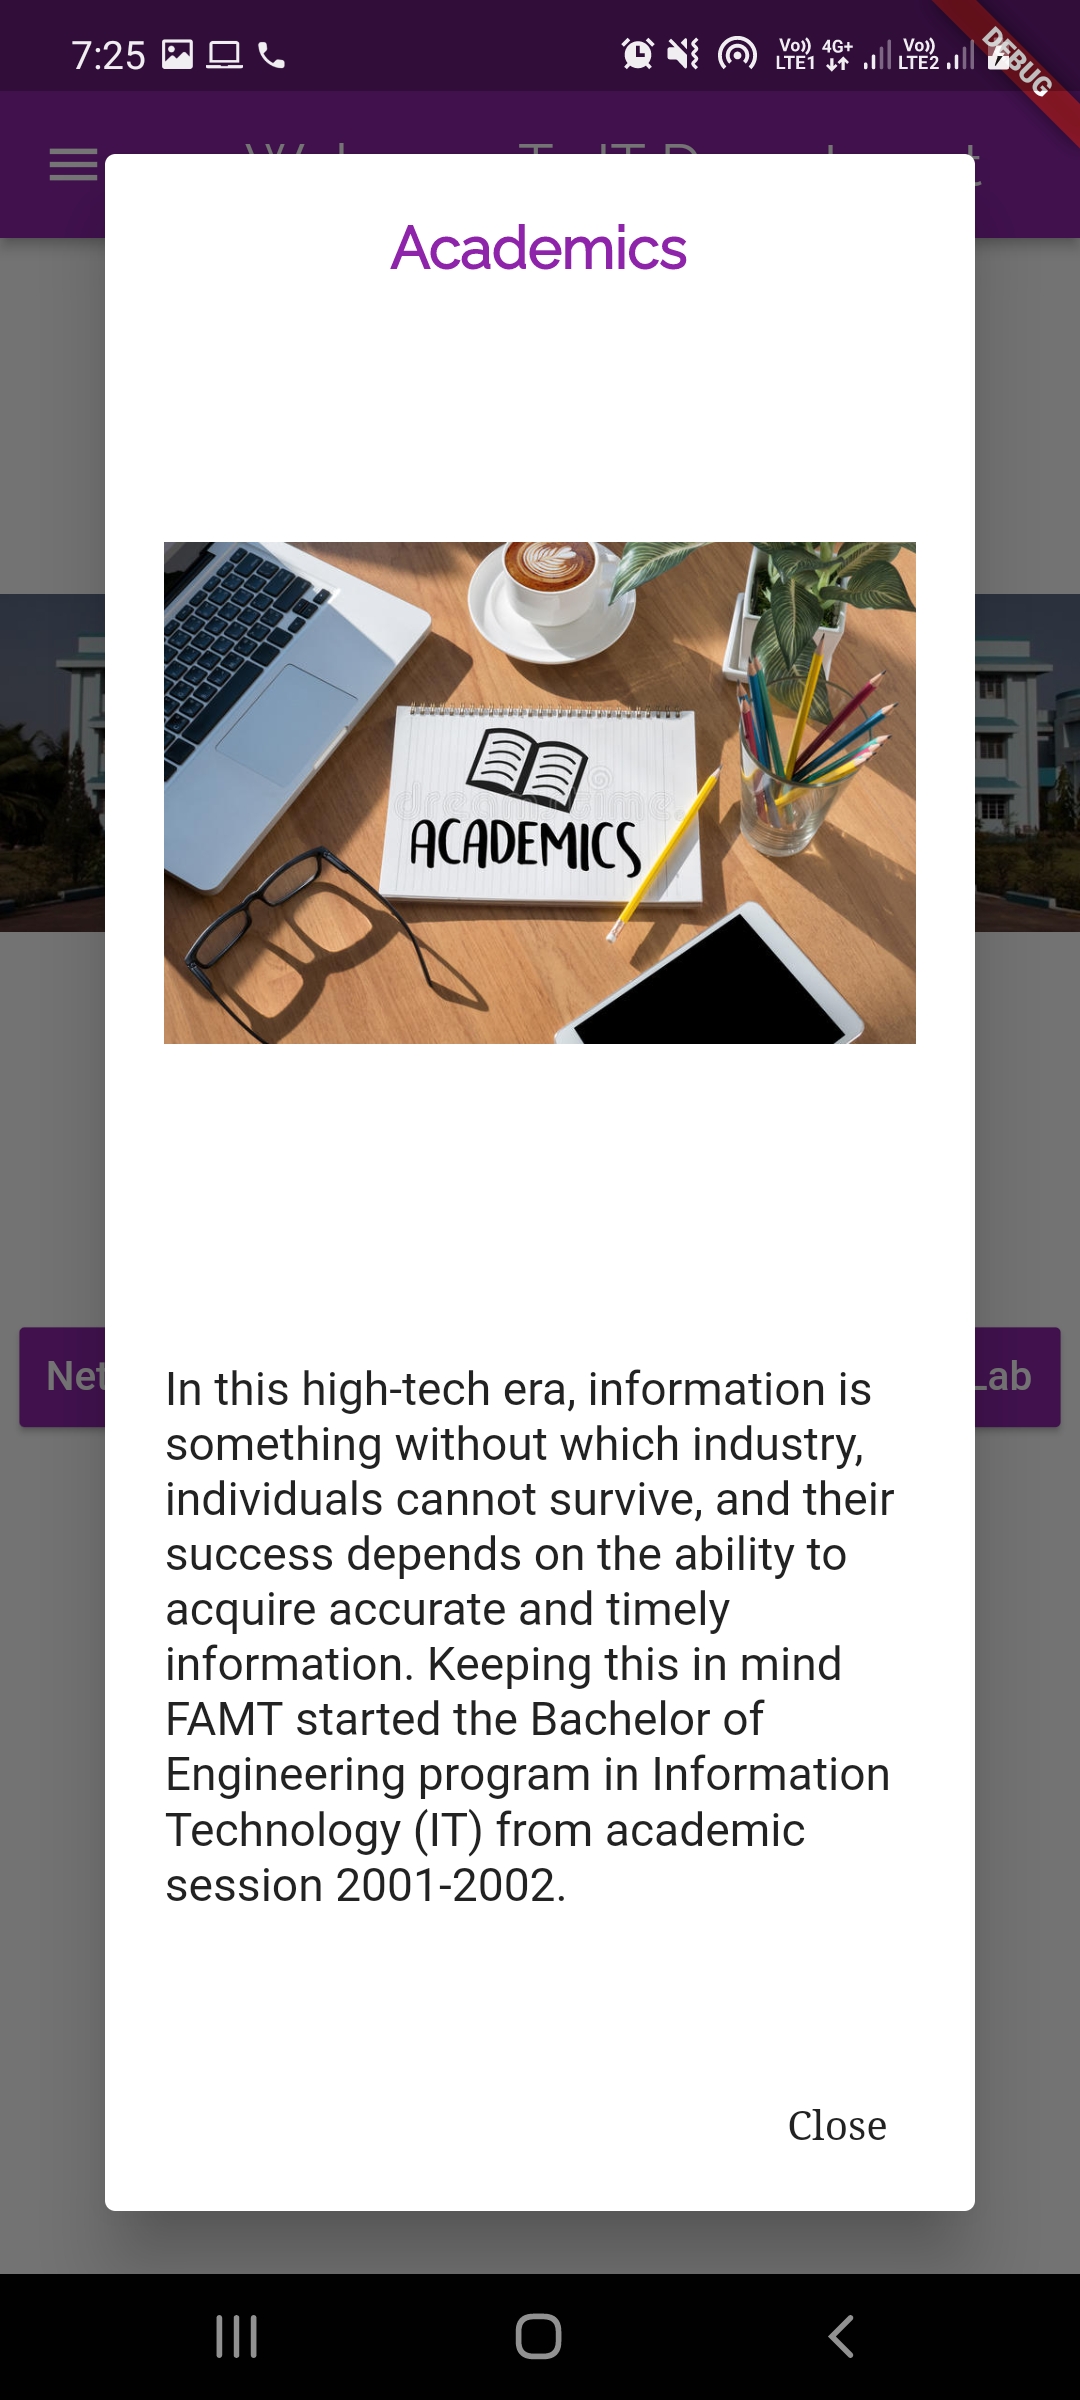 7:25
Vo)) 4G+ Vo))
LTE1 LTE2
DEBUG
Academics
dreamstime
ACADEMICS
Net Lab
In this high-tech era, information is
something without which industry,
individuals cannot survive, and their
success depends on the ability to
acquire accurate and timely
information. Keeping this in mind
FAMT started the Bachelor of
Engineering program in Information
Technology (IT) from academic
session 2001-2002.
Close